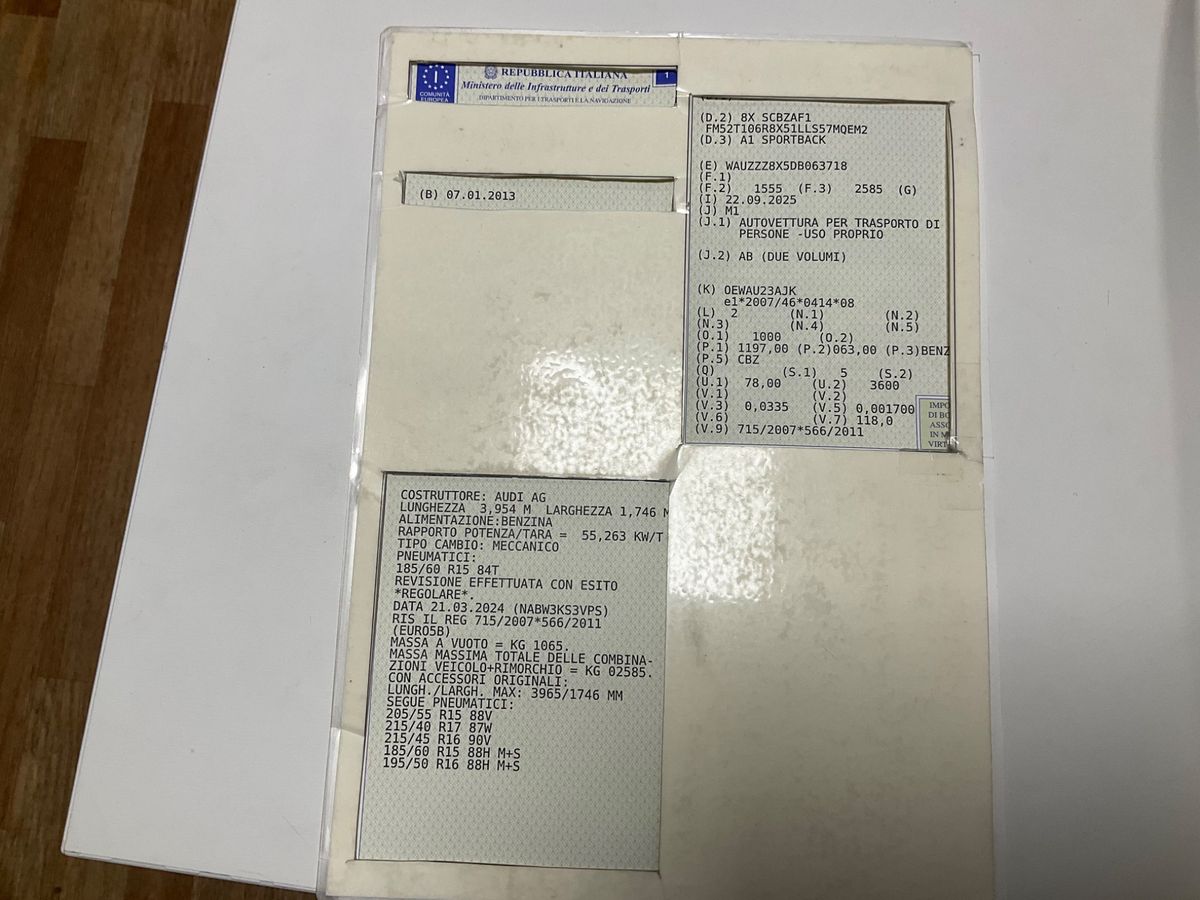 I
COMUNITÀ
EUROPEA
REPUBBLICA ITALIANA
Ministero delle Infrastrutture e dei Trasporti
DIPARTIMENTO PER I TRASPORTI E LA NAVIGAZIONE
1
(B) 07.01.2013
(D.2) 8X SCBZAF1
FM52T106R8X51LLS57MQEM2
(D.3) A1 SPORTBACK
(E) WAUZZZ8X5DB063718
(F.1)
(F.2) 1555 (F.3) 2585 (G)
(I) 22.09.2025
(J) M1
(J.1) AUTOVETTURA PER TRASPORTO DI
PERSONE -USO PROPRIO
(J.2) AB (DUE VOLUMI)
(K) OEWAU23AJK
e1*2007/46*0414*08
(L) 2 (N.1) (N.2)
(N.3) (N.4) (N.5)
(O.1) 1000 (O.2)
(P.1) 1197,00 (P.2)063,00 (P.3)BENZ
(P.5) CBZ
(Q) (S.1) 5 (S.2)
(U.1) 78,00 (U.2) 3600
(V.1) (V.2)
(V.3) 0,0335 (V.5) 0,001700
(V.6) (V.7) 118,0
(V.9) 715/2007*566/2011
IMPO
DI BO
ASSO
IN M
VIRT
COSTRUTTORE: AUDI AG
LUNGHEZZA 3,954 M LARGHEZZA 1,746 M
ALIMENTAZIONE:BENZINA
RAPPORTO POTENZA/TARA = 55,263 KW/T
TIPO CAMBIO: MECCANICO
PNEUMATICI:
185/60 R15 84T
REVISIONE EFFETTUATA CON ESITO
*REGOLARE*.
DATA 21.03.2024 (NABW3KS3VPS)
RIS IL REG 715/2007*566/2011
(EURO5B)
MASSA A VUOTO = KG 1065.
MASSA MASSIMA TOTALE DELLE COMBINA-
ZIONI VEICOLO+RIMORCHIO = KG 02585.
CON ACCESSORI ORIGINALI:
LUNGH./LARGH. MAX: 3965/1746 MM
SEGUE PNEUMATICI:
205/55 R15 88V
215/40 R17 87W
215/45 R16 90V
185/60 R15 88H M+S
195/50 R16 88H M+S